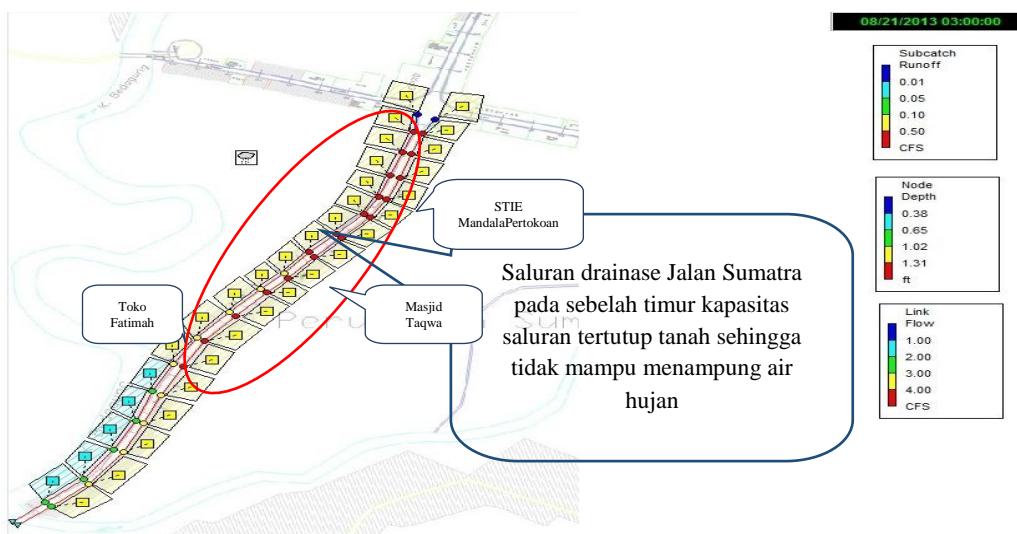 08/21/2013 03:00:00
Subcatch
Runoff
0.01
0.05
0.10
0.50
CFS
K. Bedagung
STIE
MandalaPertokoan
Node
Depth
0.38
0.65
1.02
1.31
ft
Saluran drainase Jalan Sumatra
pada sebelah timur kapasitas
saluran tertutup tanah sehingga
tidak mampu menampung air
hujan
Toko
Fatimah
Masjid
Taqwa
Link
Flow
1.00
2.00
3.00
4.00
CFS